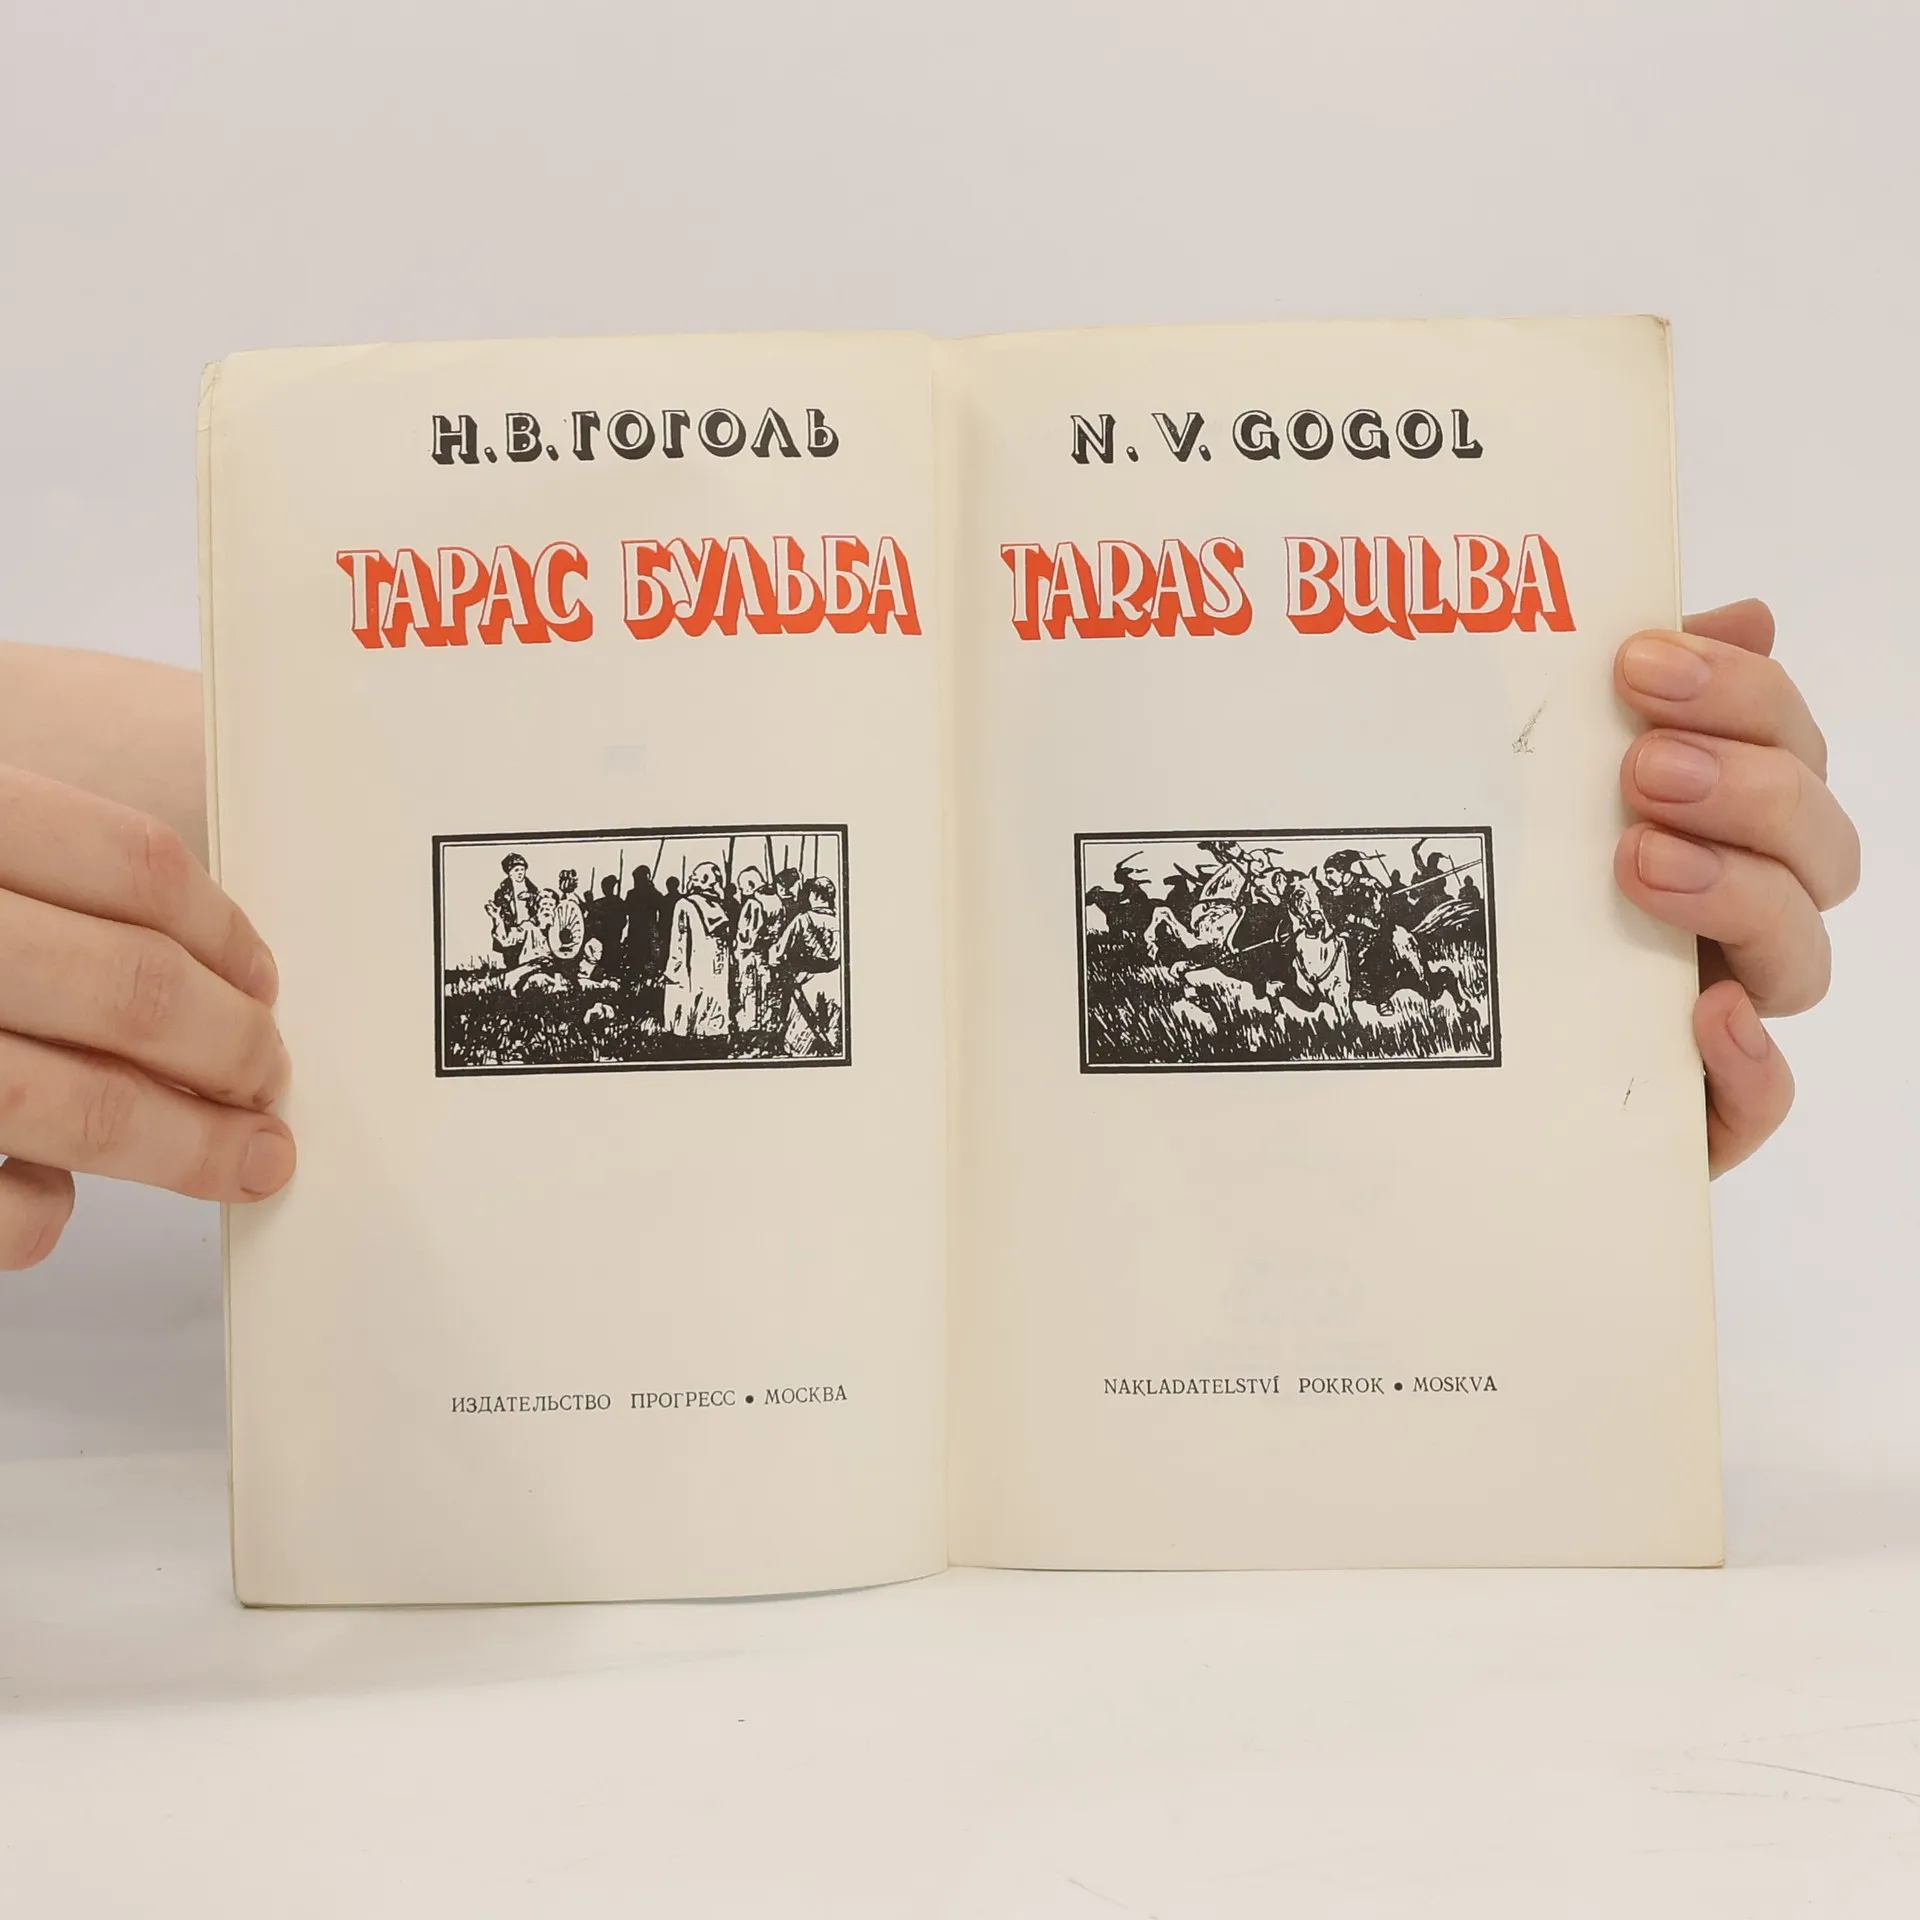 Н.В.ГОГОЛЬ
ТАРАС БУЛЬБА
ИЗДАТЕЛЬСТВО ПРОГРЕСС • МОСКВА
N. V. GOGOL
TARAS BULBA
NAKLADATELSTVÍ POKROK • MOSKVA